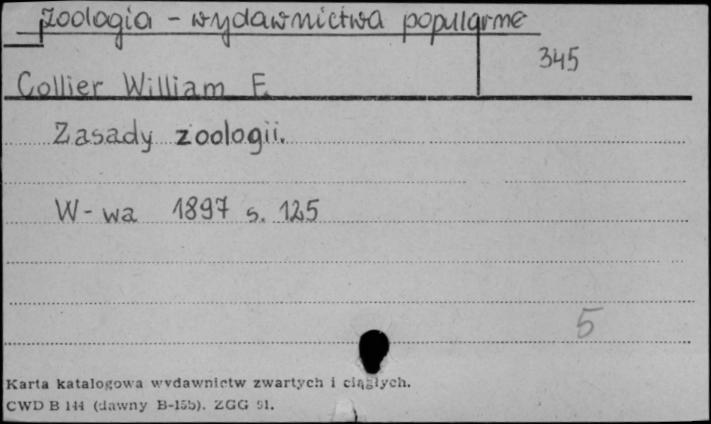 Zoologia - wydawnictwa popularne
345
Collier William F.
Zasady zoologii.
W-wa 1897 s. 125
5
Karta katalogowa wydawnictw zwartych i ciągłych.
CWD B 144 (dawny B-15b). ZGG 91.